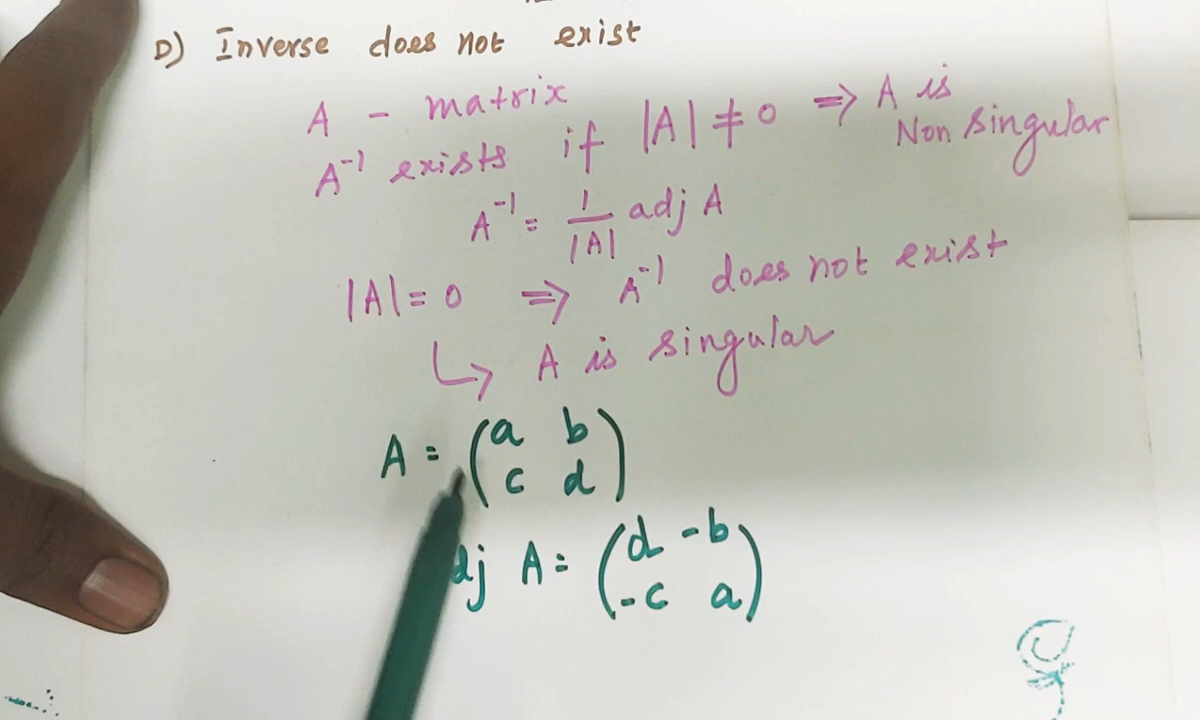 D) Inverse does not exist
A - matrix
A⁻¹ exists if |A| ≠ 0 ⇒ A is
Non singular
A⁻¹ = 1/|A| adj A
|A| = 0 ⇒ A⁻¹ does not exist
↳ A is singular
A = (a b
c d)
dj A = (d -b
-c a)